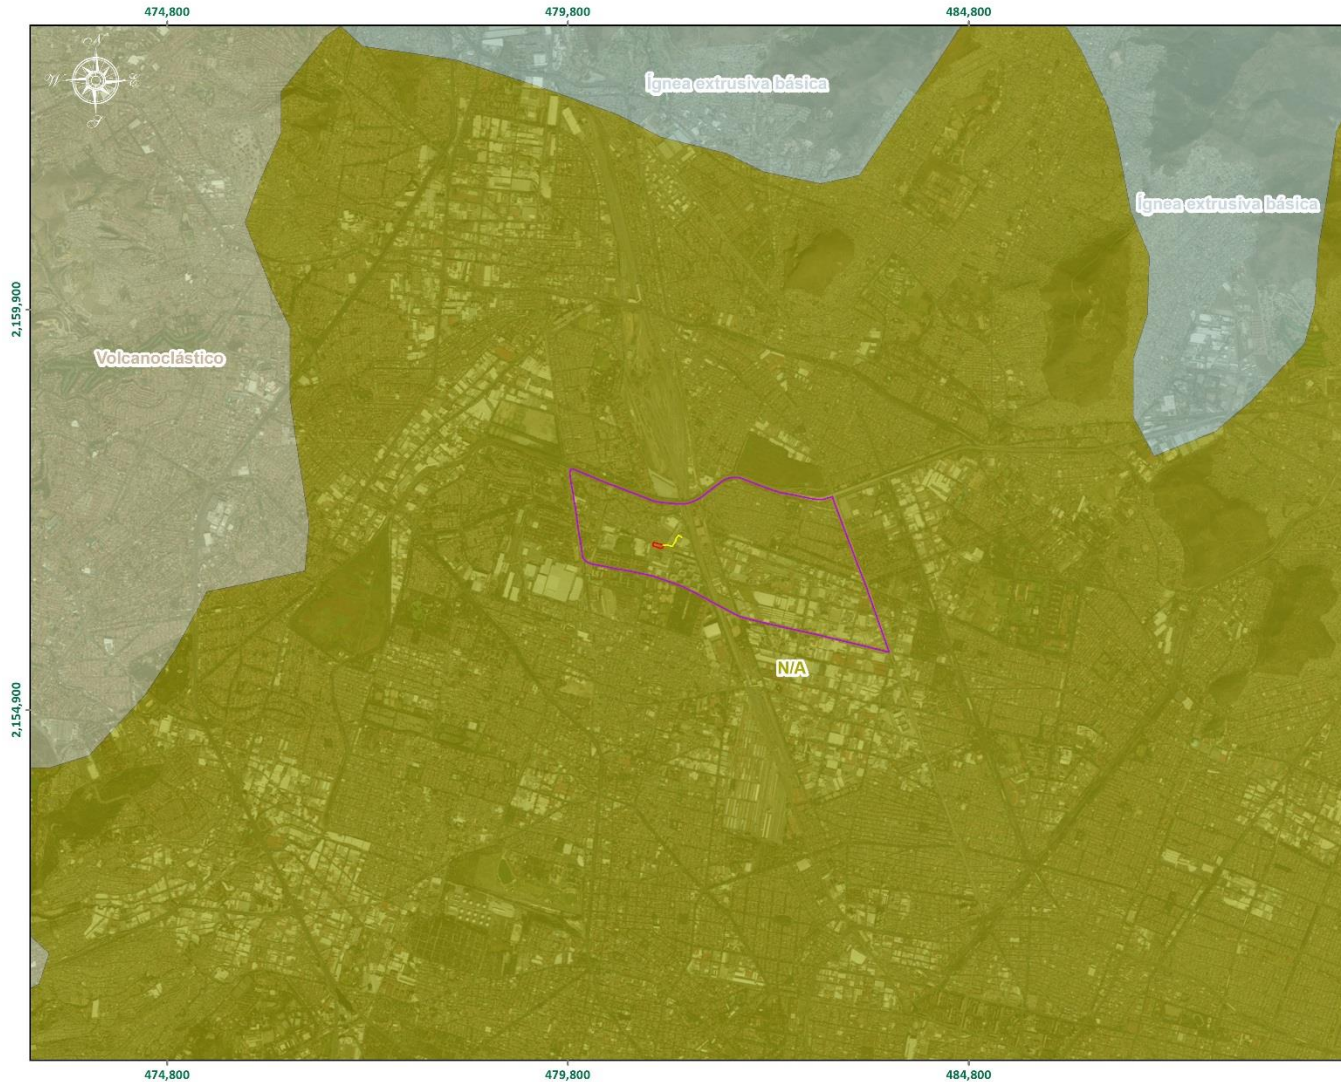 474,800 479,800 484,800
N
W E
S
Ígnea extrusiva básica
Ígnea extrusiva básica
2,159,900
Volcanoclástico
N/A
2,154,900
474,800 479,800 484,800